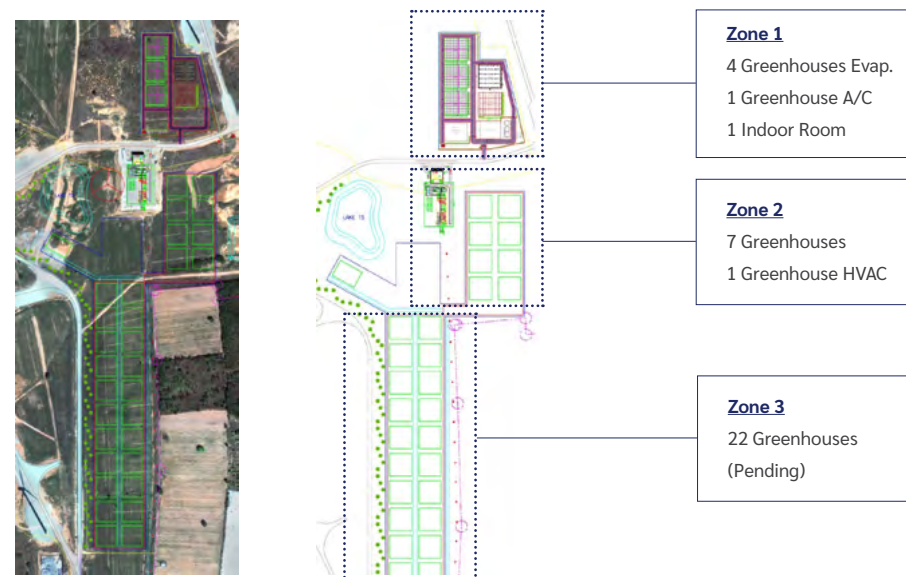 Zone 1
4 Greenhouses Evap.
1 Greenhouse A/C
1 Indoor Room
LAKE 15
Zone 2
7 Greenhouses
1 Greenhouse HVAC
Zone 3
22 Greenhouses
(Pending)